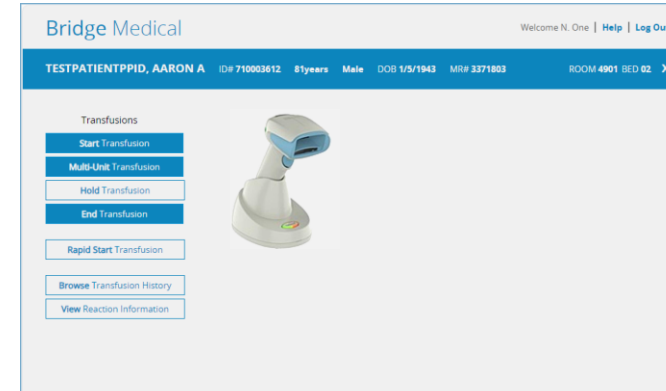 Bridge Medical
Welcome N. One | Help | Log Ou
TESTPATIENTPPID, AARON A ID# 710003612 81years Male DOB 1/5/1943 MR# 3371803 ROOM 4901 BED 02 X
Transfusions
Start Transfusion
Multi-Unit Transfusion
Hold Transfusion
End Transfusion
Rapid Start Transfusion
Browse Transfusion History
View Reaction Information